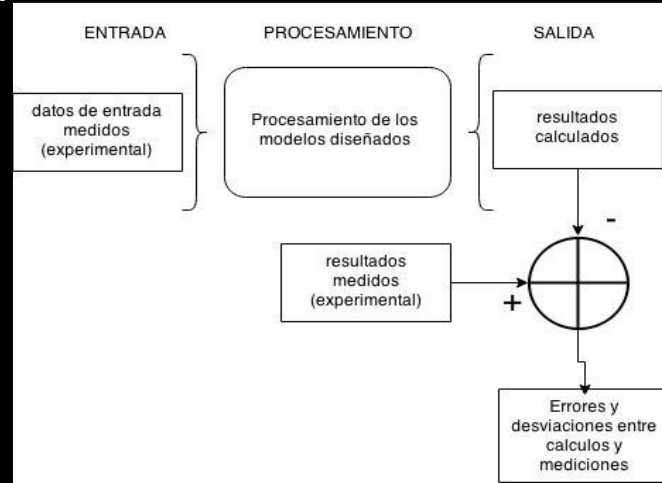 ENTRADA
PROCESAMIENTO
SALIDA
datos de entrada
medidos
(experimental)
Procesamiento de los
modelos diseñados
resultados
calculados
-
resultados
medidos
(experimental)
+
Errores y
desviaciones entre
calculos y
mediciones